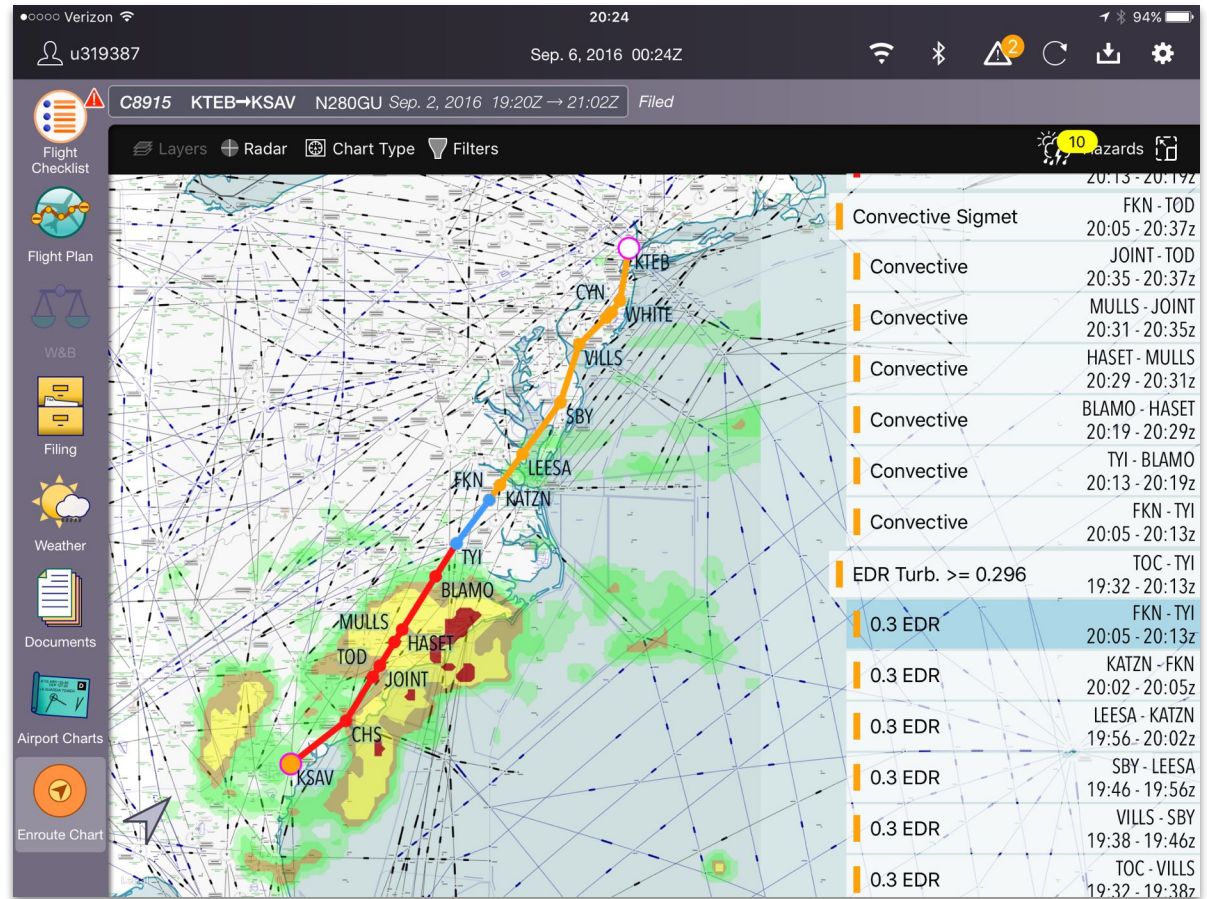 Verizon 20:24 94%
u319387 Sep. 6, 2016 00:24Z 2
C8915 KTEB→KSAV N280GU Sep. 2, 2016 19:20Z → 21:02Z Filed
Layers Radar Chart Type Filters 10 Hazards
Flight
Checklist
Flight Plan
W&B
Filing
Weather
Documents
Airport Charts
Enroute Chart
KTEB
CYN
WHITE
VILLS
SBY
LEESA
FKN
KATZN
TYI
BLAMO
MULLS
HASET
TOD
JOINT
CHS
KSAV
20:13 - 20:19z
Convective Sigmet FKN - TOD
20:05 - 20:37z
Convective JOINT - TOD
20:35 - 20:37z
Convective MULLS - JOINT
20:31 - 20:35z
Convective HASET - MULLS
20:29 - 20:31z
Convective BLAMO - HASET
20:19 - 20:29z
Convective TYI - BLAMO
20:13 - 20:19z
Convective FKN - TYI
20:05 - 20:13z
EDR Turb. >= 0.296 TOC - TYI
19:32 - 20:13z
0.3 EDR FKN - TYI
20:05 - 20:13z
0.3 EDR KATZN - FKN
20:02 - 20:05z
0.3 EDR LEESA - KATZN
19:56 - 20:02z
0.3 EDR SBY - LEESA
19:46 - 19:56z
0.3 EDR VILLS - SBY
19:38 - 19:46z
0.3 EDR TOC - VILLS
19:32 - 19:38z